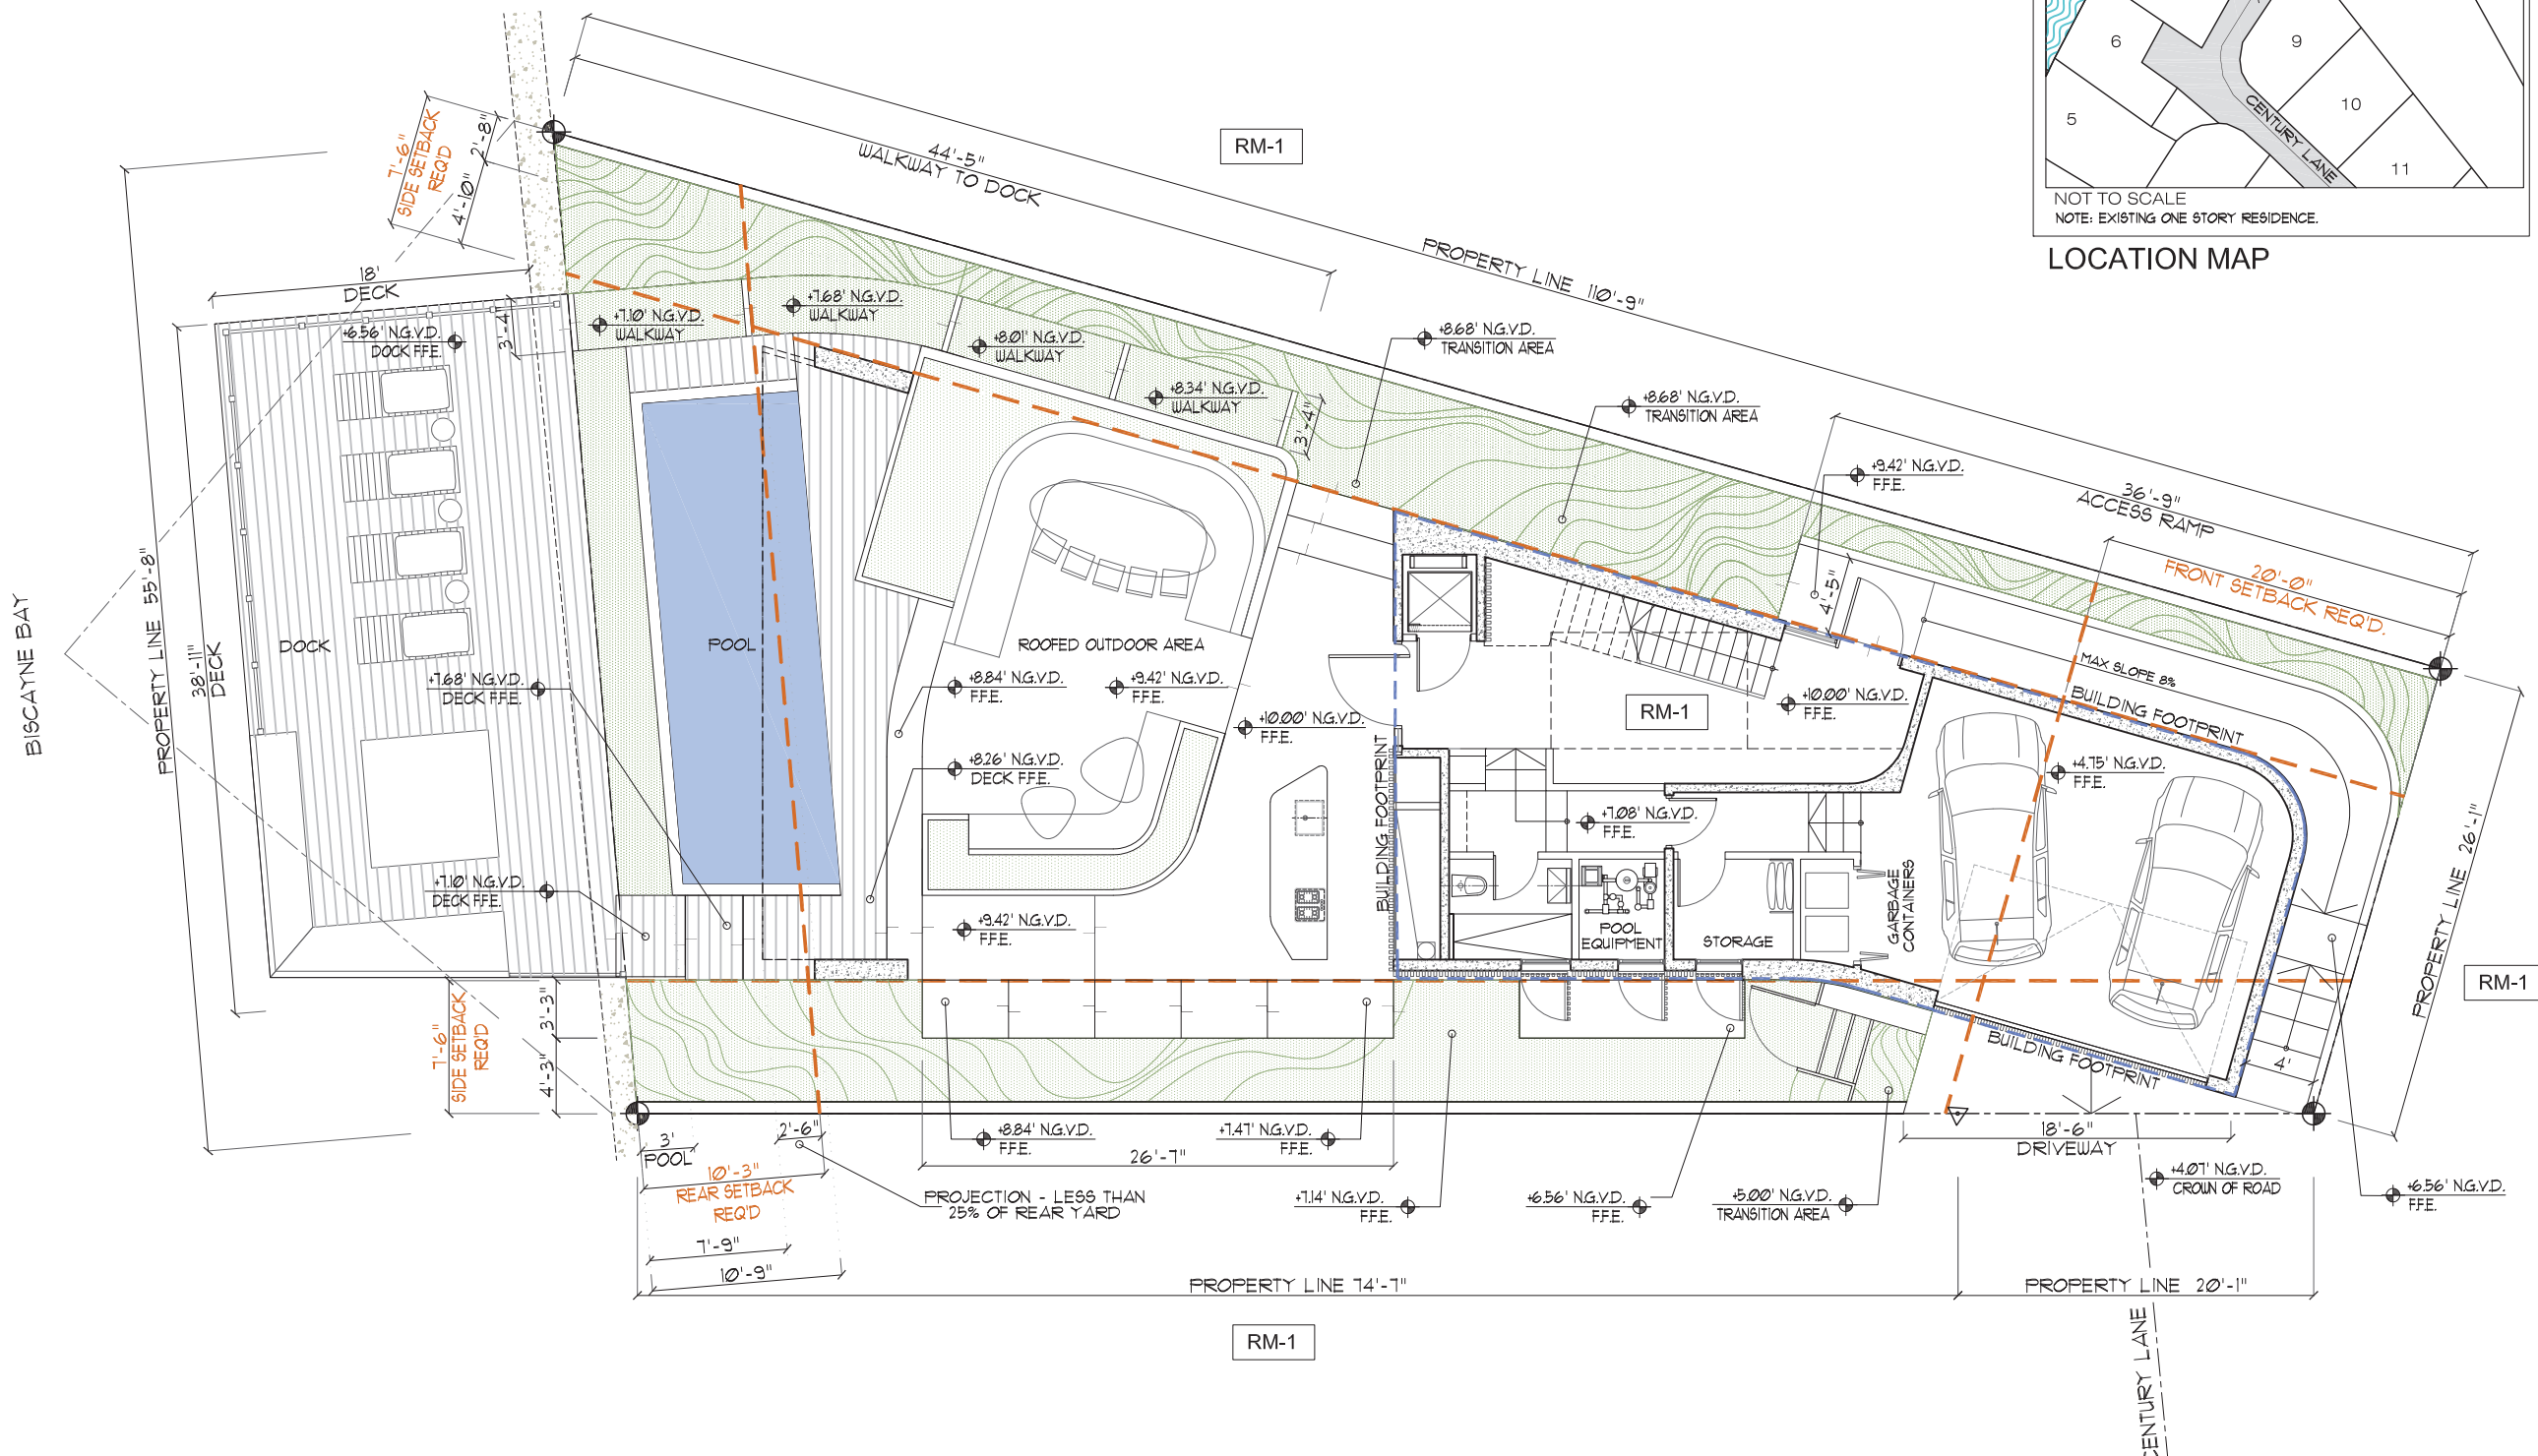 6
9
5
10
11
CENTURY LANE
NOT TO SCALE
NOTE: EXISTING ONE STORY RESIDENCE.
LOCATION MAP
RM-1
44'-5"
WALKWAY TO DOCK
PROPERTY LINE 110'-9"
7'-6"
SIDE SETBACK
REQ'D
2'-8"
4'-10"
18'
DECK
3'-4"
+6.56' N.G.V.D.
DOCK F.F.E.
+7.10' N.G.V.D.
WALKWAY
+7.68' N.G.V.D.
WALKWAY
+8.01' N.G.V.D.
WALKWAY
+8.34' N.G.V.D.
WALKWAY
3'-4"
+8.68' N.G.V.D.
TRANSITION AREA
+8.68' N.G.V.D.
TRANSITION AREA
+9.42' N.G.V.D.
F.F.E.
36'-9"
ACCESS RAMP
20'-0"
FRONT SETBACK REQ'D.
4'-5"
MAX SLOPE 8%
BUILDING FOOTPRINT
BISCAYNE BAY
PROPERTY LINE 55'-8"
38'-11"
DECK
DOCK
POOL
ROOFED OUTDOOR AREA
+7.68' N.G.V.D.
DECK F.F.E.
+8.84' N.G.V.D.
F.F.E.
+9.42' N.G.V.D.
F.F.E.
+10.00' N.G.V.D.
F.F.E.
RM-1
+10.00' N.G.V.D.
F.F.E.
+4.75' N.G.V.D.
F.F.E.
+8.26' N.G.V.D.
DECK F.F.E.
BUILDING FOOTPRINT
+7.08' N.G.V.D.
F.F.E.
+7.10' N.G.V.D.
DECK F.F.E.
+9.42' N.G.V.D.
F.F.E.
POOL
EQUIPMENT
STORAGE
GARBAGE
CONTAINERS
PROPERTY LINE 26'-1"
RM-1
7'-6"
SIDE SETBACK
REQ'D
3'-3"
4'-3"
BUILDING FOOTPRINT
4'
3'
POOL
2'-6"
10'-3"
REAR SETBACK
REQ'D
7'-9"
10'-9"
+8.84' N.G.V.D.
F.F.E.
+7.47' N.G.V.D.
F.F.E.
26'-7"
PROJECTION - LESS THAN
25% OF REAR YARD
+7.14' N.G.V.D.
F.F.E.
+6.56' N.G.V.D.
F.F.E.
+5.00' N.G.V.D.
TRANSITION AREA
18'-6"
DRIVEWAY
+4.07' N.G.V.D.
CROWN OF ROAD
+6.56' N.G.V.D.
F.F.E.
PROPERTY LINE 74'-7"
PROPERTY LINE 20'-1"
RM-1
CENTURY LANE